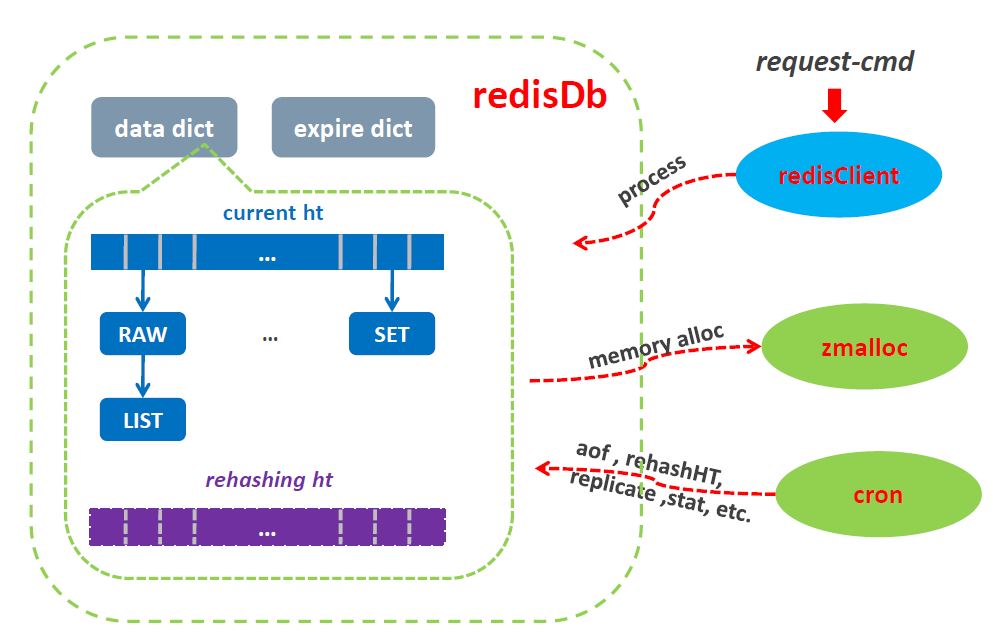 request-cmd
redisDb
data dict
expire dict
redisClient
process
current ht
...
RAW
...
SET
LIST
memory alloc
zmalloc
rehashing ht
...
aof , rehashHT,
replicate ,stat, etc.
cron